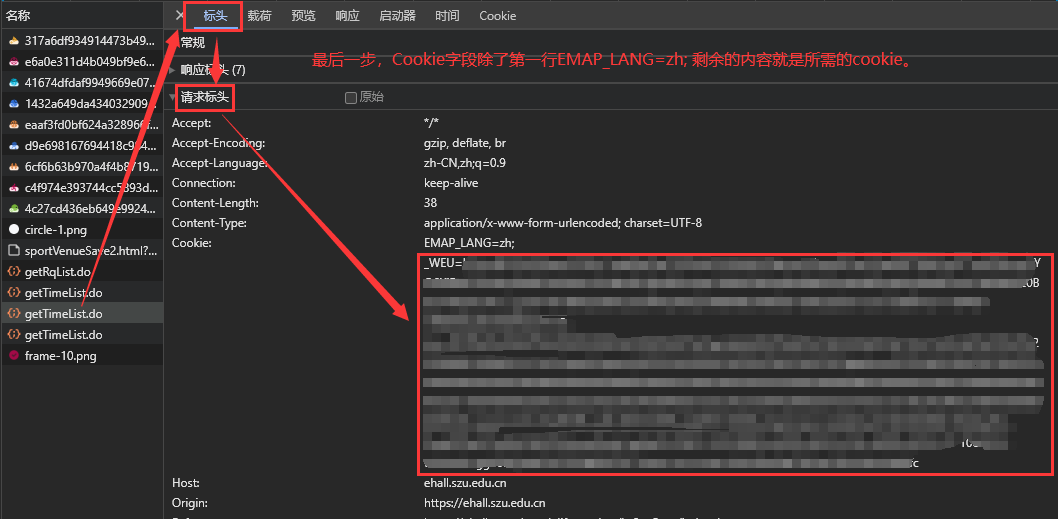 名称
标头 载荷 预览 响应 启动器 时间 Cookie
317a6df934914473b49...
常规
e6a0e311d4b049bf9e6...
最后一步，Cookie字段除了第一行EMAP_LANG=zh; 剩余的内容就是所需的cookie。
响应标头 (7)
41674dfdaf9949669e07...
请求标头 原始
1432a649da434032909...
Accept: */*
eaaf3fd0bf624a328966f...
Accept-Encoding: gzip, deflate, br
d9e698167694418c9...
Accept-Language: zh-CN,zh;q=0.9
6cf6b63b970a4f4b8719...
Connection: keep-alive
c4f974e393744cc5893d...
Content-Length: 38
4c27cd436eb649e9924...
Content-Type: application/x-www-form-urlencoded; charset=UTF-8
circle-1.png
Cookie: EMAP_LANG=zh;
sportVenueSave2.html?...
_WEU=
getRqList.do
getTimeList.do
getTimeList.do
getTimeList.do
frame-10.png
Host: ehall.szu.edu.cn
Origin: https://ehall.szu.edu.cn